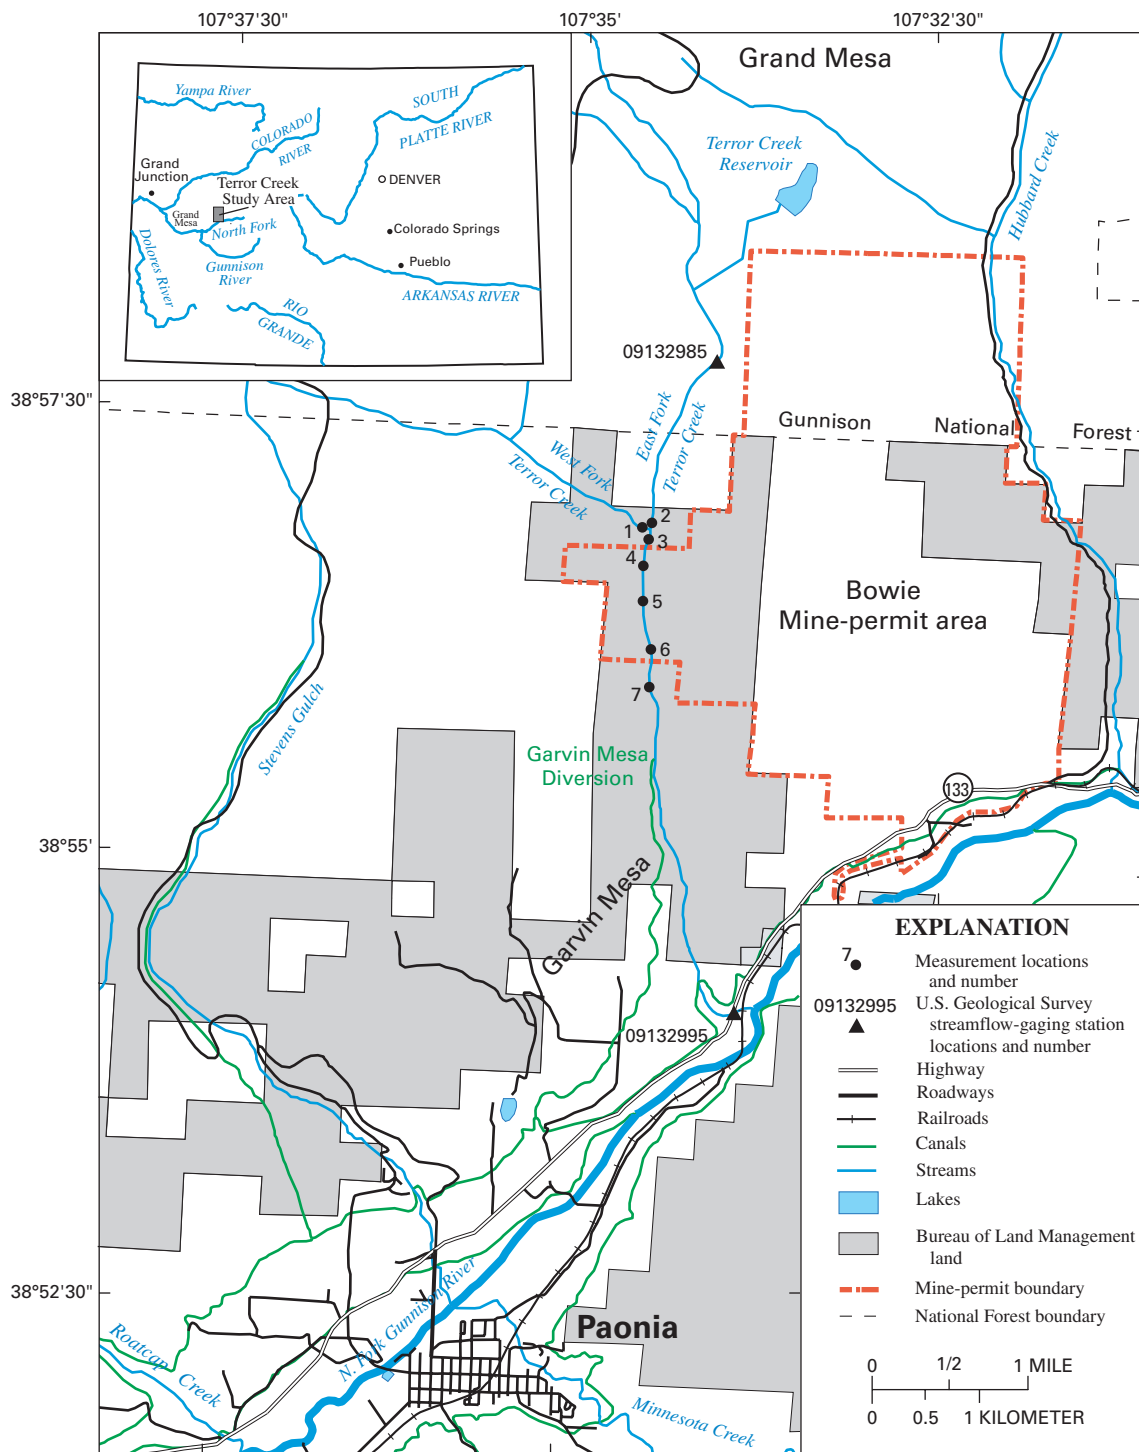 107°37'30"
107°35'
107°32'30"
Grand Mesa
Yampa River
SOUTH
PLATTE RIVER
COLORADO
RIVER
Grand
Junction
Terror Creek
Study Area
DENVER
Grand
Mesa
North Fork
Colorado Springs
Dolores River
Gunnison
River
Pueblo
ARKANSAS RIVER
RIO
GRANDE
Terror Creek
Reservoir
Hubbard Creek
09132985
38°57'30"
East Fork
Terror Creek
Gunnison National Forest
West Fork
Terror Creek
1
2
3
4
5
6
7
Bowie
Mine-permit area
Stevens Gulch
Garvin Mesa
Diversion
133
38°55'
Garvin Mesa
09132995
EXPLANATION
7
Measurement locations
and number
09132995
U.S. Geological Survey
streamflow-gaging station
locations and number
Highway
Roadways
Railroads
Canals
Streams
Lakes
Bureau of Land Management
land
Mine-permit boundary
National Forest boundary
0 1/2 1 MILE
0 0.5 1 KILOMETER
38°52'30"
N. Fork Gunnison River
Paonia
Roatcap
Creek
Minnesota Creek